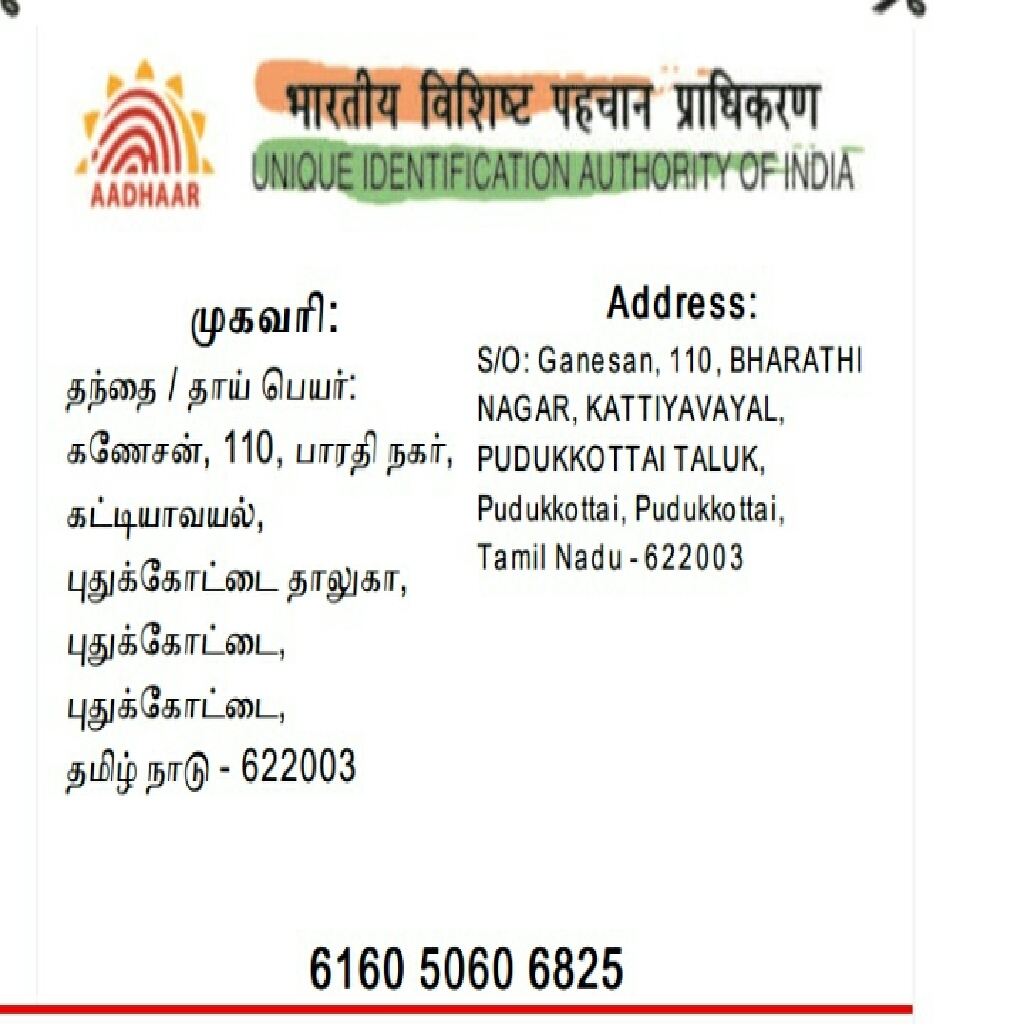 भारतीय विशिष्ट पहचान प्राधिकरण
UNIQUE IDENTIFICATION AUTHORITY OF INDIA
AADHAAR
முகவரி:
தந்தை / தாய் பெயர்:
கணேசன், 110, பாரதி நகர்,
கட்டியாவயல்,
புதுக்கோட்டை தாலுகா,
புதுக்கோட்டை,
புதுக்கோட்டை,
தமிழ் நாடு - 622003
Address:
S/O: Ganesan, 110, BHARATHI
NAGAR, KATTIYAVAYAL,
PUDUKKOTTAI TALUK,
Pudukkottai, Pudukkottai,
Tamil Nadu - 622003
6160 5060 6825